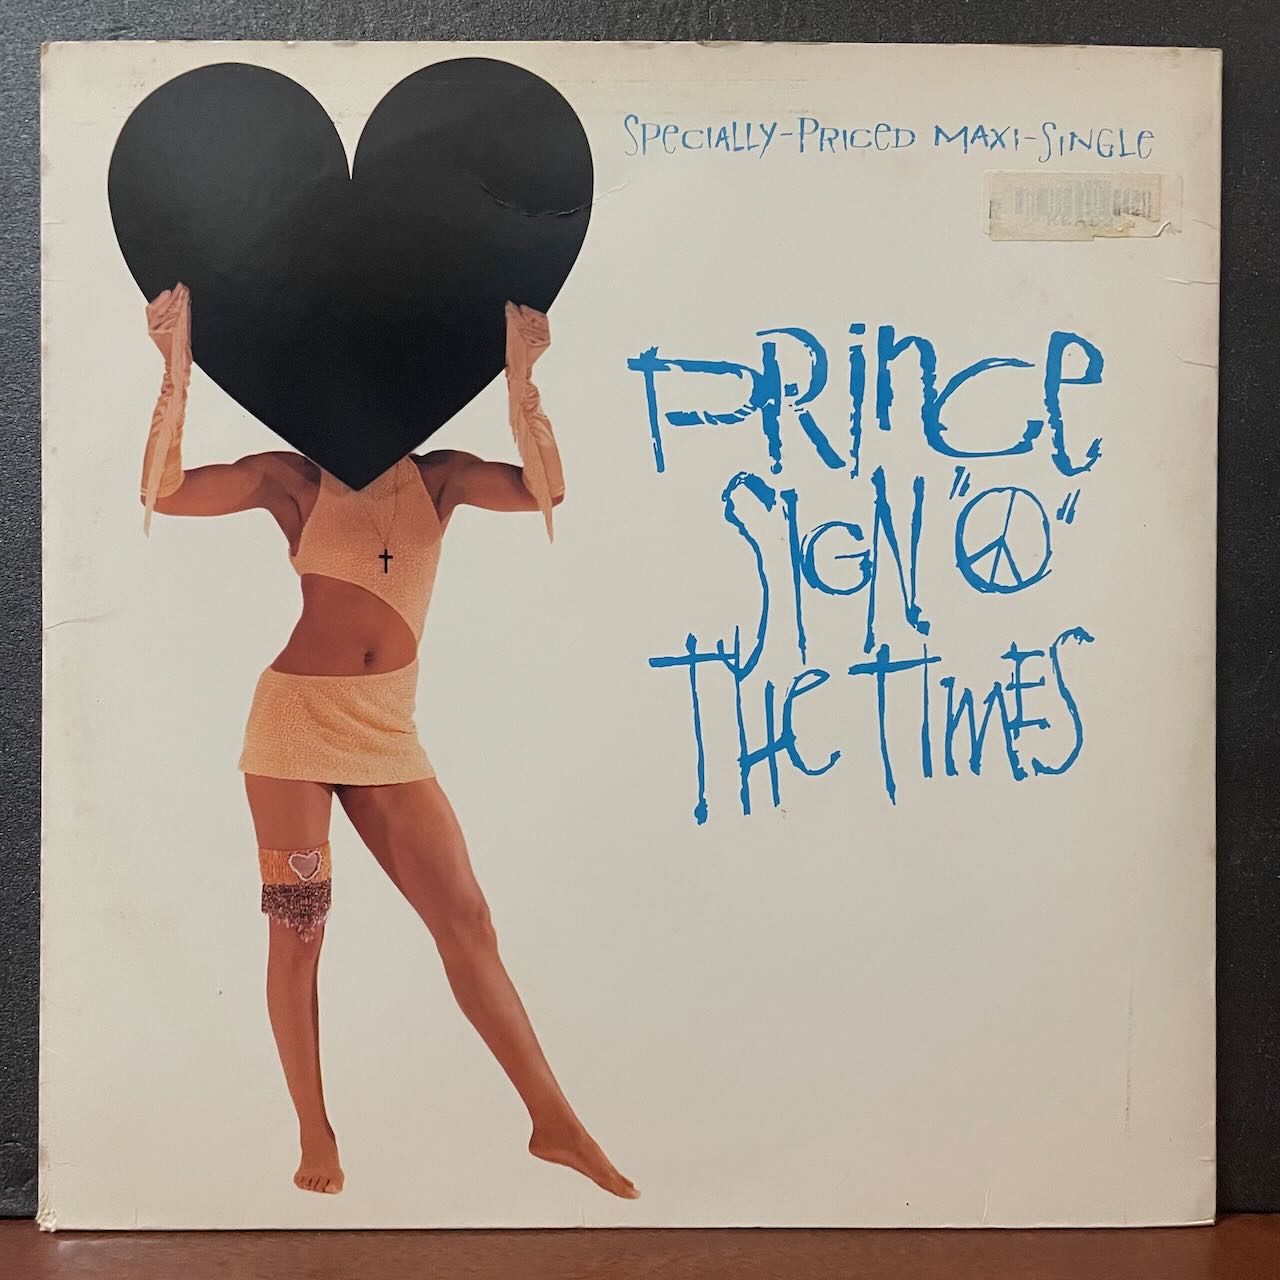 SPECIALLY-PRICED MAXI-SINGLE
PRINCE
SIGN "☮"
THE TIMES